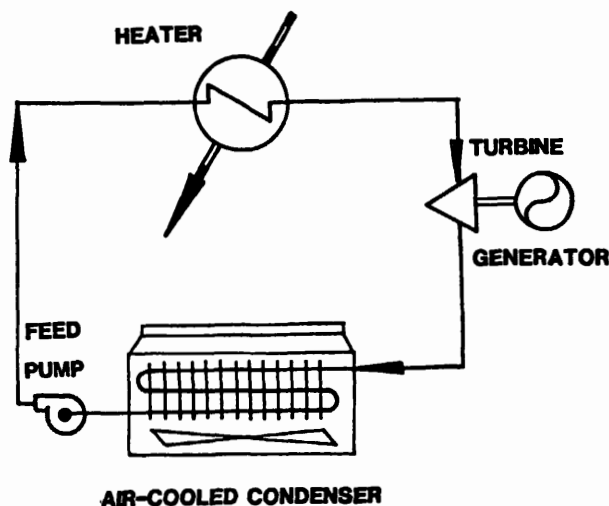 HEATER
TURBINE
GENERATOR
FEED
PUMP
AIR-COOLED CONDENSER